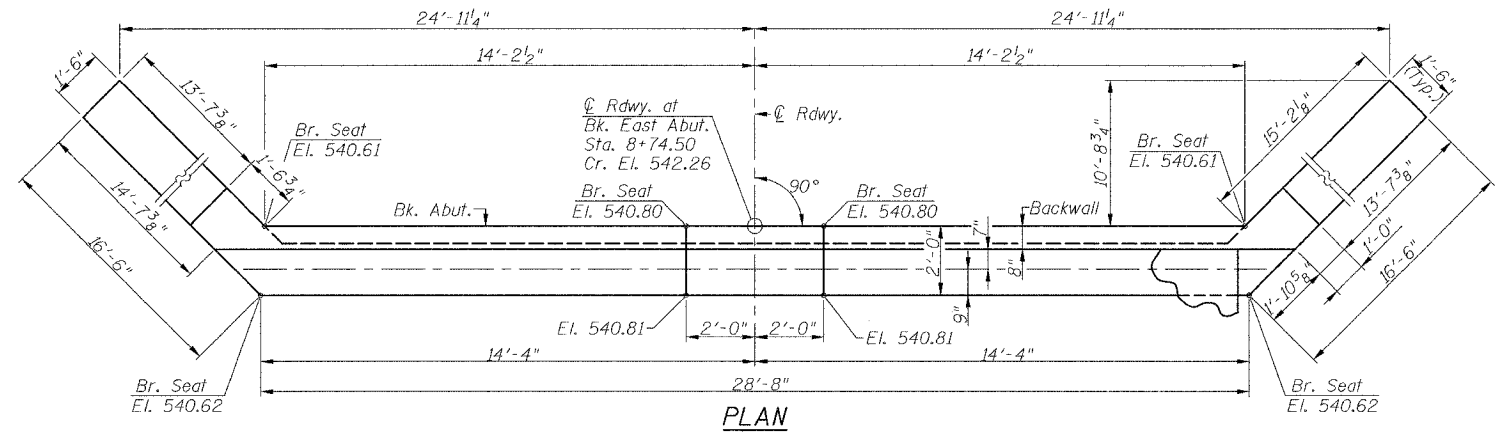 24'-11¼"
24'-11¼"
14'-2½"
14'-2½"
1'-6"
13'-7⅜"
1'-6"
(Typ.)
℄ Rdwy. at
Bk. East Abut.
Sta. 8+74.50
Cr. El. 542.26
℄ Rdwy.
15'-2⅛"
10'-8¾"
Br. Seat
El. 540.61
Br. Seat
El. 540.61
1'-6¾"
90°
Br. Seat
El. 540.80
Br. Seat
El. 540.80
14'-7⅜"
Bk. Abut.
Backwall
13'-7⅜"
16'-6"
2'-0"
7"
8"
1'-0"
16'-6"
1'-10⅝"
9"
El. 540.81
2'-0"
2'-0"
El. 540.81
14'-4"
14'-4"
Br. Seat
El. 540.62
28'-8"
Br. Seat
El. 540.62
PLAN